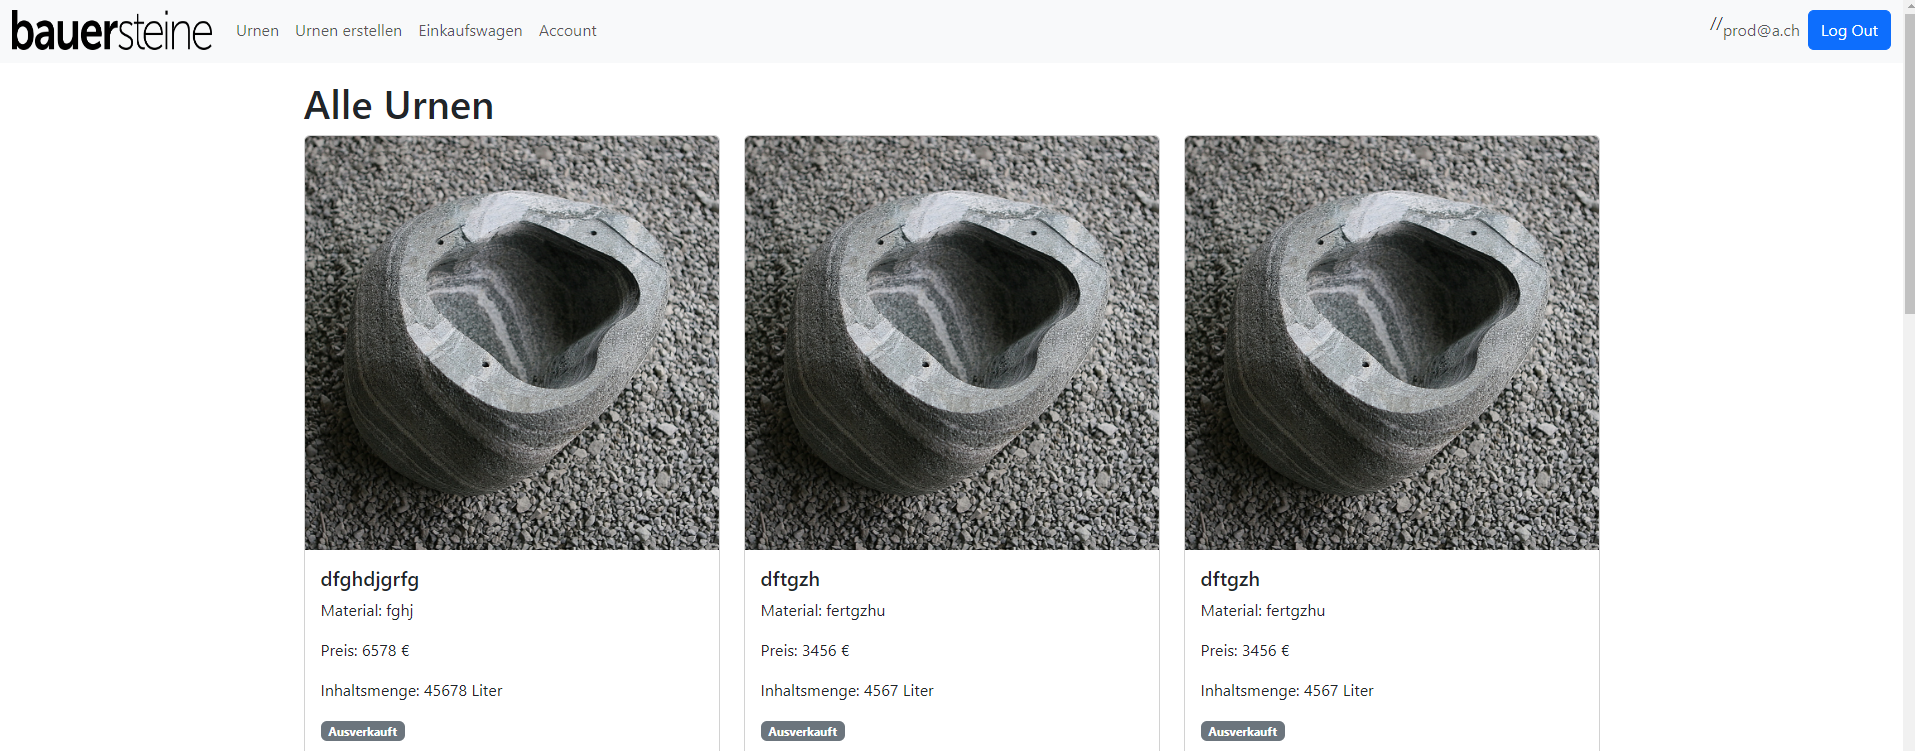 bauersteine Urnen Urnen erstellen Einkaufswagen Account // prod@a.ch Log Out
Alle Urnen
dfghdjgrfg dftgzh dftgzh
Material: fghj Material: fertgzhu Material: fertgzhu
Preis: 6578 € Preis: 3456 € Preis: 3456 €
Inhaltsmenge: 45678 Liter Inhaltsmenge: 4567 Liter Inhaltsmenge: 4567 Liter
Ausverkauft Ausverkauft Ausverkauft